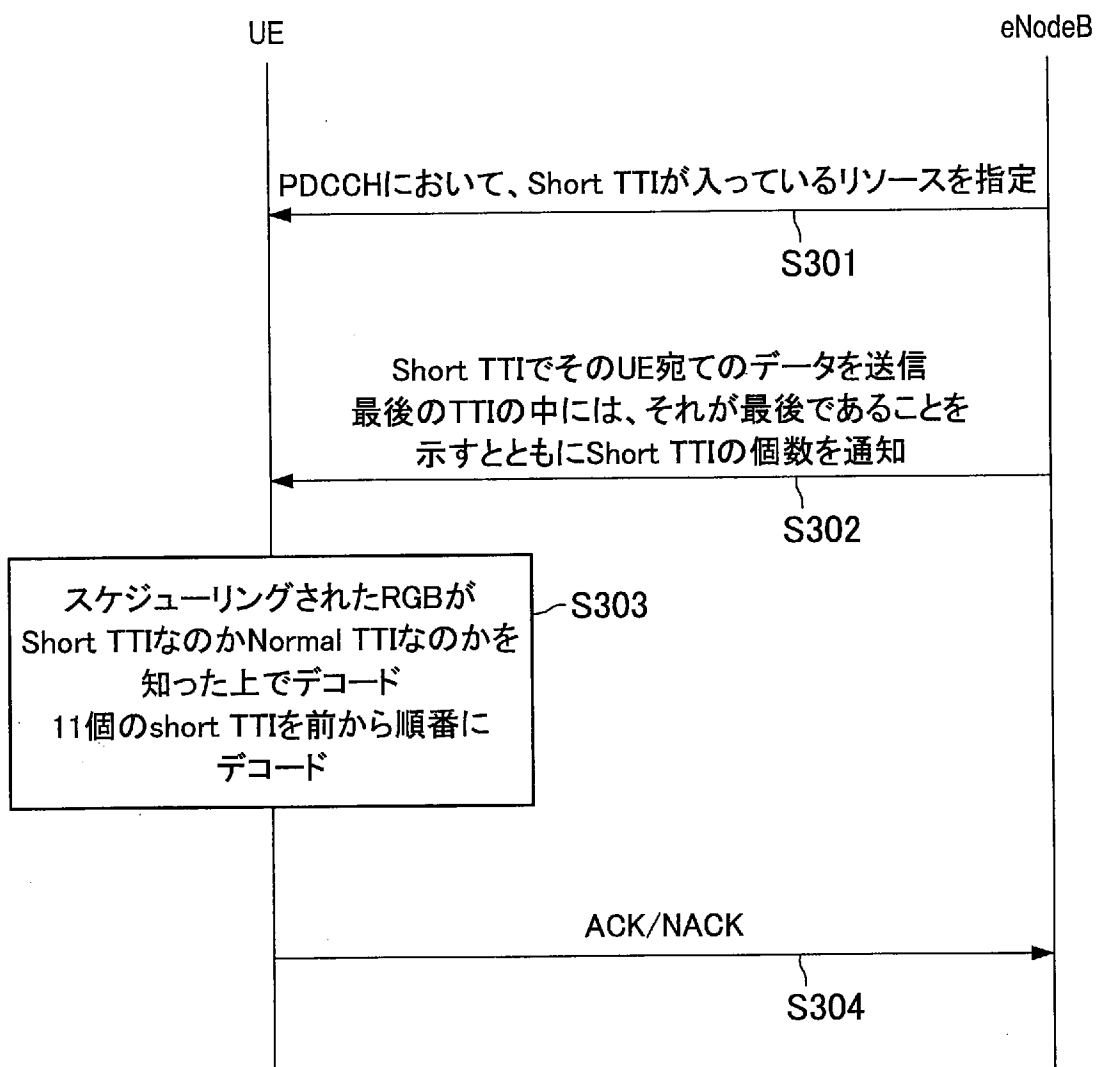 UE
eNodeB
PDCCHにおいて、Short TTIが入っているリソースを指定
S301
Short TTIでそのUE宛てのデータを送信
最後のTTIの中には、それが最後であることを
示すとともにShort TTIの個数を通知
S302
スケジューリングされたRGBが
Short TTIなのかNormal TTIなのかを
知った上でデコード
11個のshort TTIを前から順番に
デコード
S303
ACK/NACK
S304